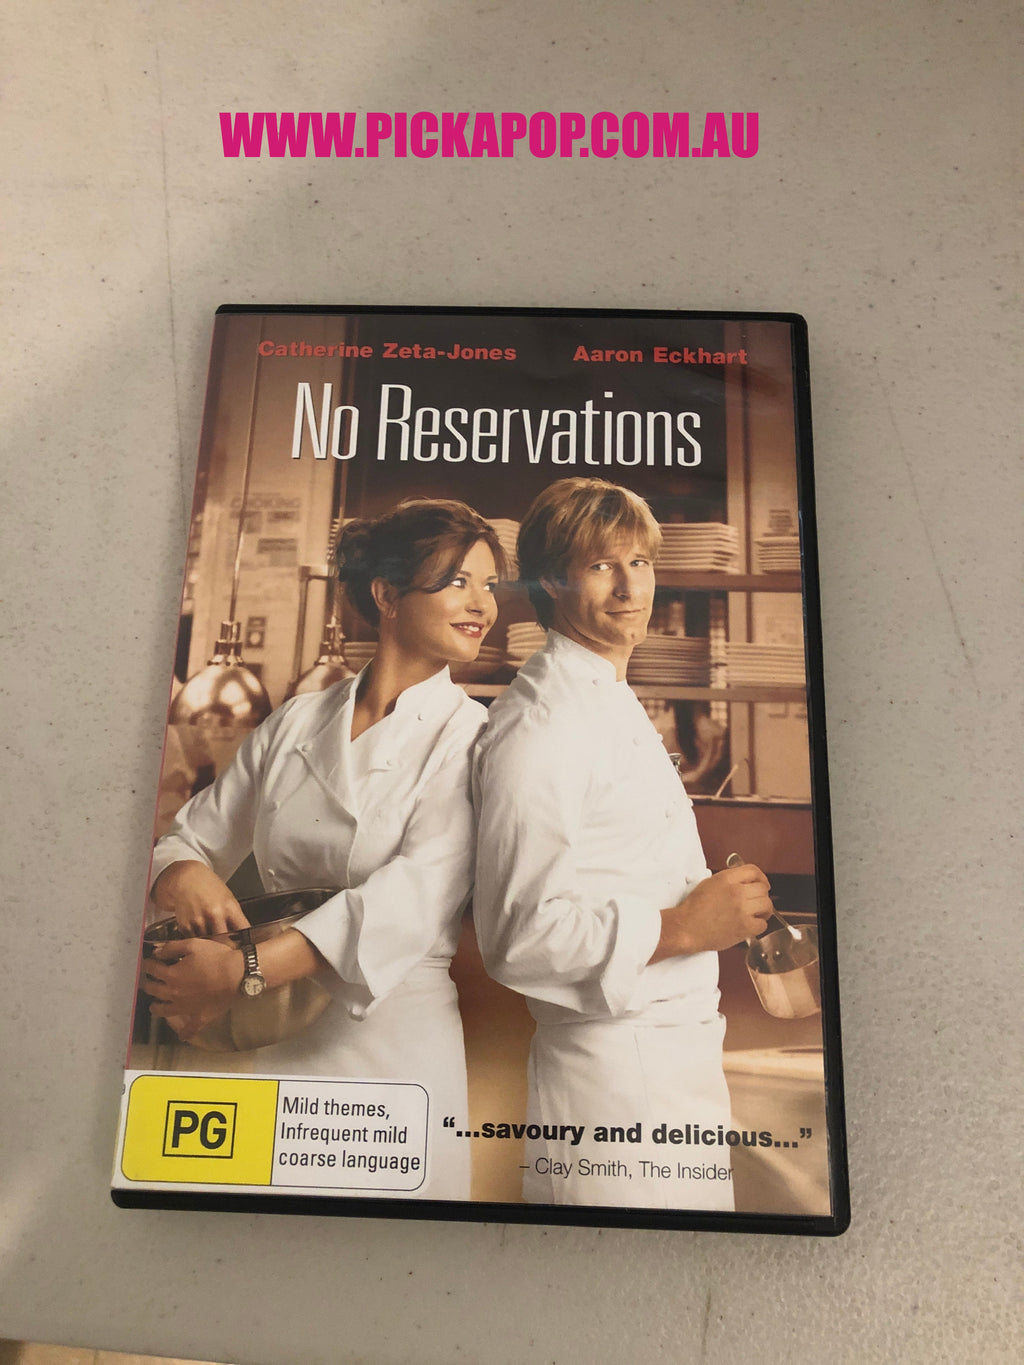 WWW.PICKAPOP.COM.AU
Catherine Zeta-Jones Aaron Eckhart
No Reservations
PG
Mild themes,
Infrequent mild
coarse language
“...savoury and delicious...”
– Clay Smith, The Insider